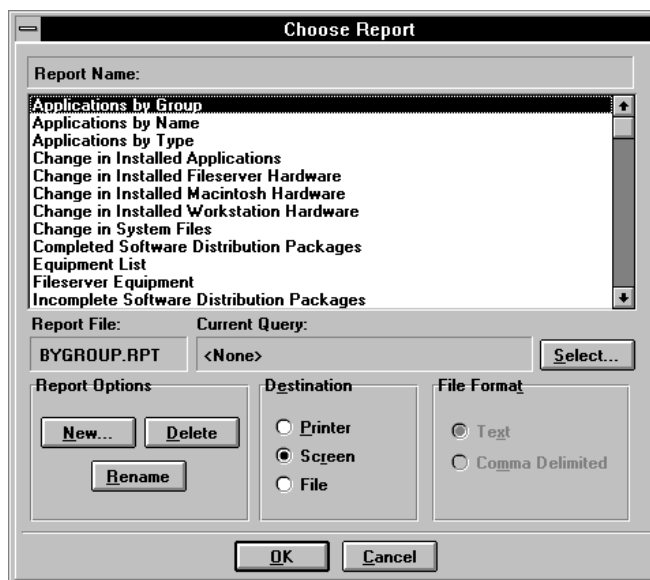 Choose Report
Report Name:
Applications by Group
Applications by Name
Applications by Type
Change in Installed Applications
Change in Installed Fileserver Hardware
Change in Installed Macintosh Hardware
Change in Installed Workstation Hardware
Change in System Files
Completed Software Distribution Packages
Equipment List
Fileserver Equipment
Incomplete Software Distribution Packages
Report File: Current Query:
BYGROUP.RPT <None> Select...
Report Options Destination File Format
New... Delete Printer Text
Screen Comma Delimited
Rename File
OK Cancel